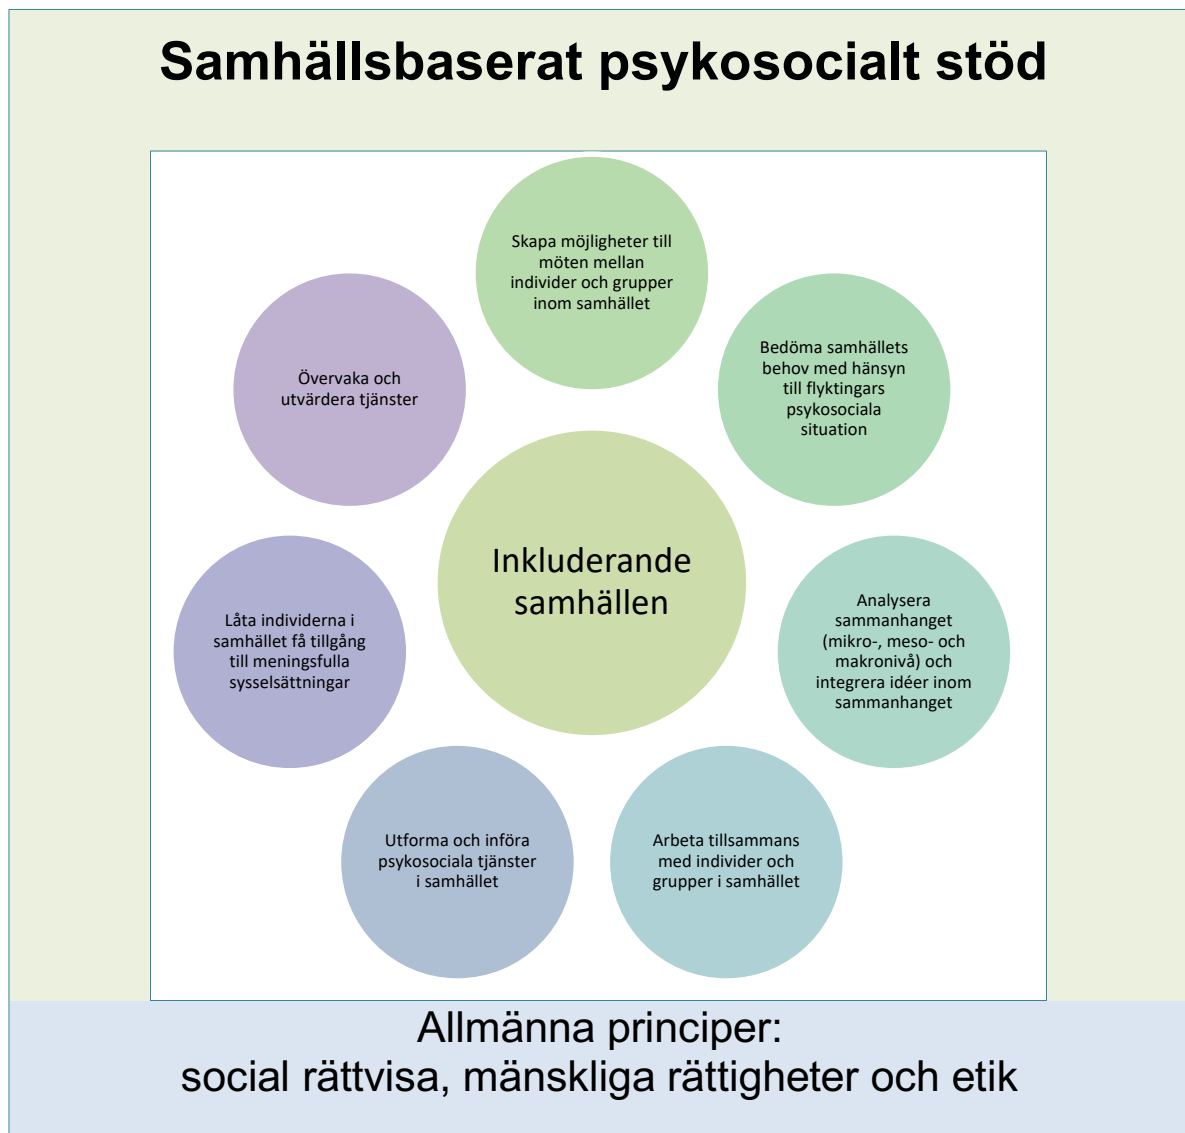 Samhällsbaserat psykosocialt stöd
Skapa möjligheter till
möten mellan
individer och grupper
inom samhället
Bedöma samhällets
behov med hänsyn
till flyktingars
psykosociala
situation
Analysera
sammanhanget
(mikro-, meso- och
makronivå) och
integrera idéer inom
sammanhanget
Arbeta tillsammans
med individer och
grupper i samhället
Utforma och införa
psykosociala tjänster
i samhället
Låta individerna i
samhället få tillgång
till meningsfulla
sysselsättningar
Övervaka och
utvärdera tjänster
Inkluderande
samhällen
Allmänna principer:
social rättvisa, mänskliga rättigheter och etik